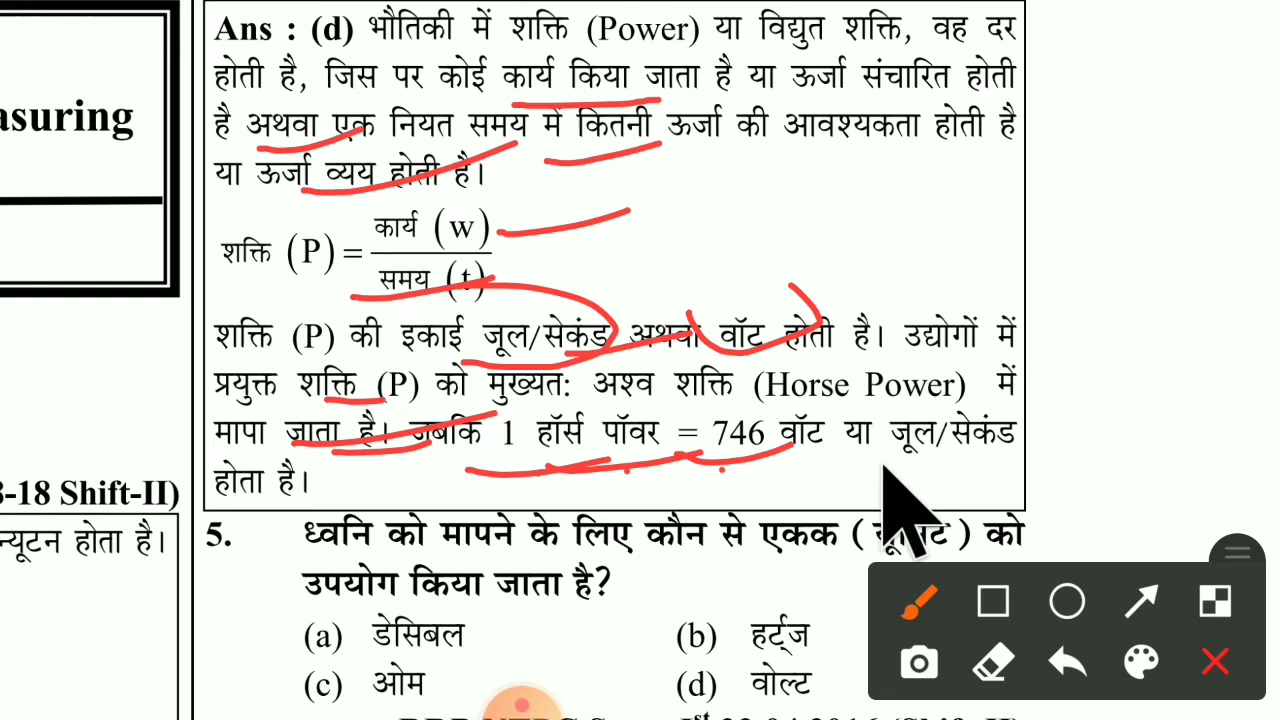 asuring
-18 Shift-II)
न्यूटन होता है।
Ans : (d) भौतिकी में शक्ति (Power) या विद्युत शक्ति, वह दर
होती है, जिस पर कोई कार्य किया जाता है या ऊर्जा संचारित होती
है अथवा एक नियत समय में कितनी ऊर्जा की आवश्यकता होती है
या ऊर्जा व्यय होती है।
शक्ति (P) = कार्य (w)
समय (t)
शक्ति (P) की इकाई जूल/सेकंड अथवा वॉट होती है। उद्योगों में
प्रयुक्त शक्ति (P) को मुख्यत: अश्व शक्ति (Horse Power) में
मापा जाता है। जबकि 1 हॉर्स पॉवर = 746 वॉट या जूल/सेकंड
होता है।
5. ध्वनि को मापने के लिए कौन से एकक ( ) को
उपयोग किया जाता है?
(a) डेसिबल (b) हर्ट्ज
(c) ओम (d) वोल्ट